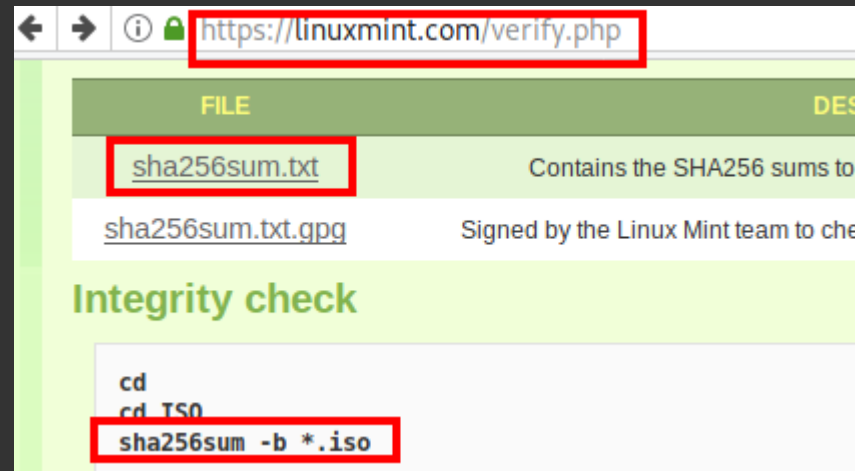 https://linuxmint.com/verify.php
FILE DES
sha256sum.txt Contains the SHA256 sums to
sha256sum.txt.gpg Signed by the Linux Mint team to che
Integrity check
cd
cd ISO
sha256sum -b *.iso